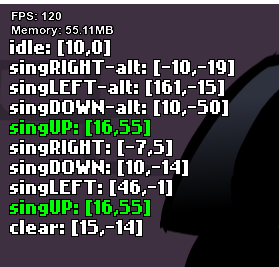 FPS: 120
Memory: 55.11MB
idle: [10,0]
singRIGHT-alt: [-10,-19]
singLEFT-alt: [161,-15]
singDOWN-alt: [10,-50]
singUP: [16,55]
singRIGHT: [-7,5]
singDOWN: [10,-14]
singLEFT: [46,-1]
singUP: [16,55]
clear: [15,-14]